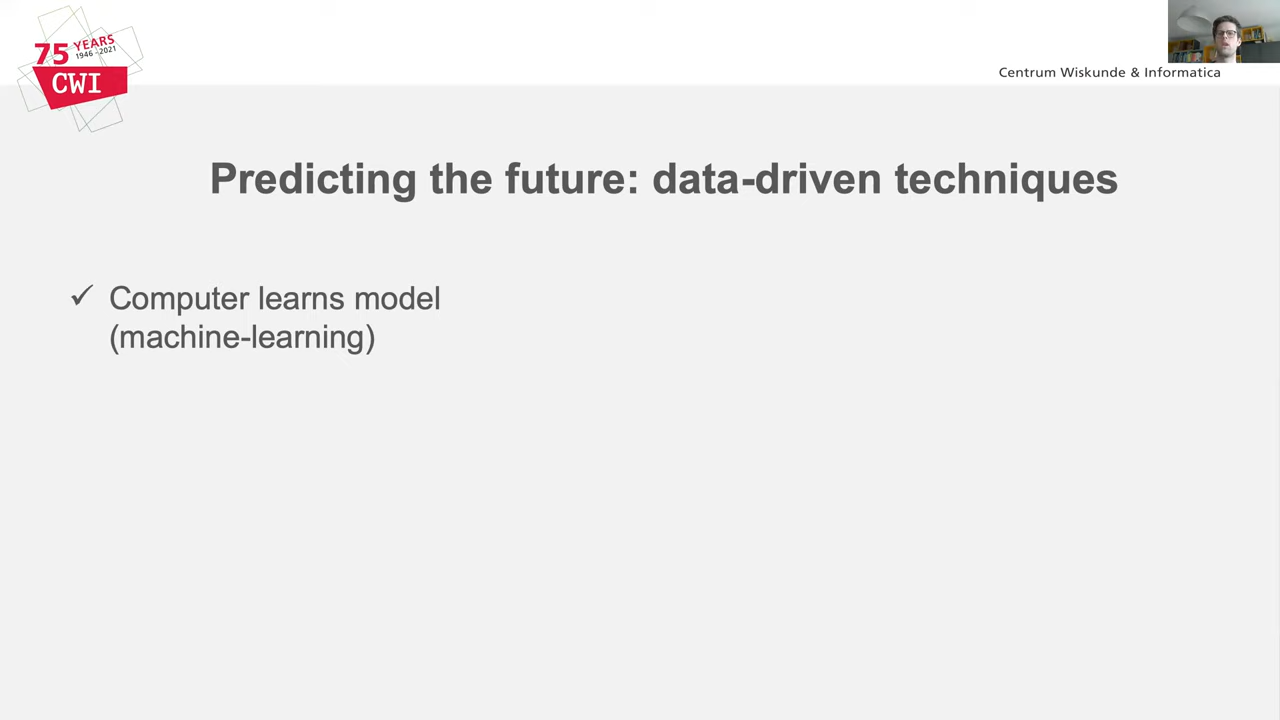 75 YEARS
1946 - 2021
CWI
Centrum Wiskunde & Informatica
Predicting the future: data-driven techniques
✓ Computer learns model
(machine-learning)